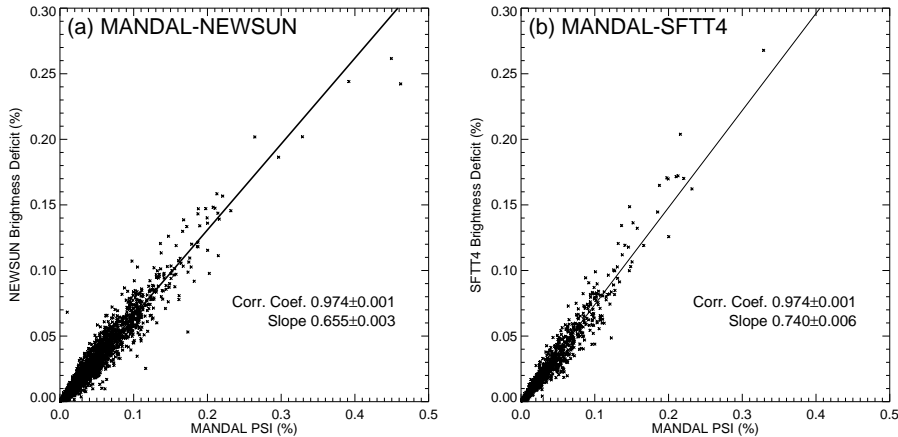 (a) MANDAL-NEWSUN
NEWSUN Brightness Deficit (%)
0.30
0.25
0.20
0.15
0.10
0.05
0.00
Corr. Coef. 0.974±0.001
Slope 0.655±0.003
0.0 0.1 0.2 0.3 0.4 0.5
MANDAL PSI (%)
(b) MANDAL-SFTT4
SFTT4 Brightness Deficit (%)
0.30
0.25
0.20
0.15
0.10
0.05
0.00
Corr. Coef. 0.974±0.001
Slope 0.740±0.006
0.0 0.1 0.2 0.3 0.4 0.5
MANDAL PSI (%)